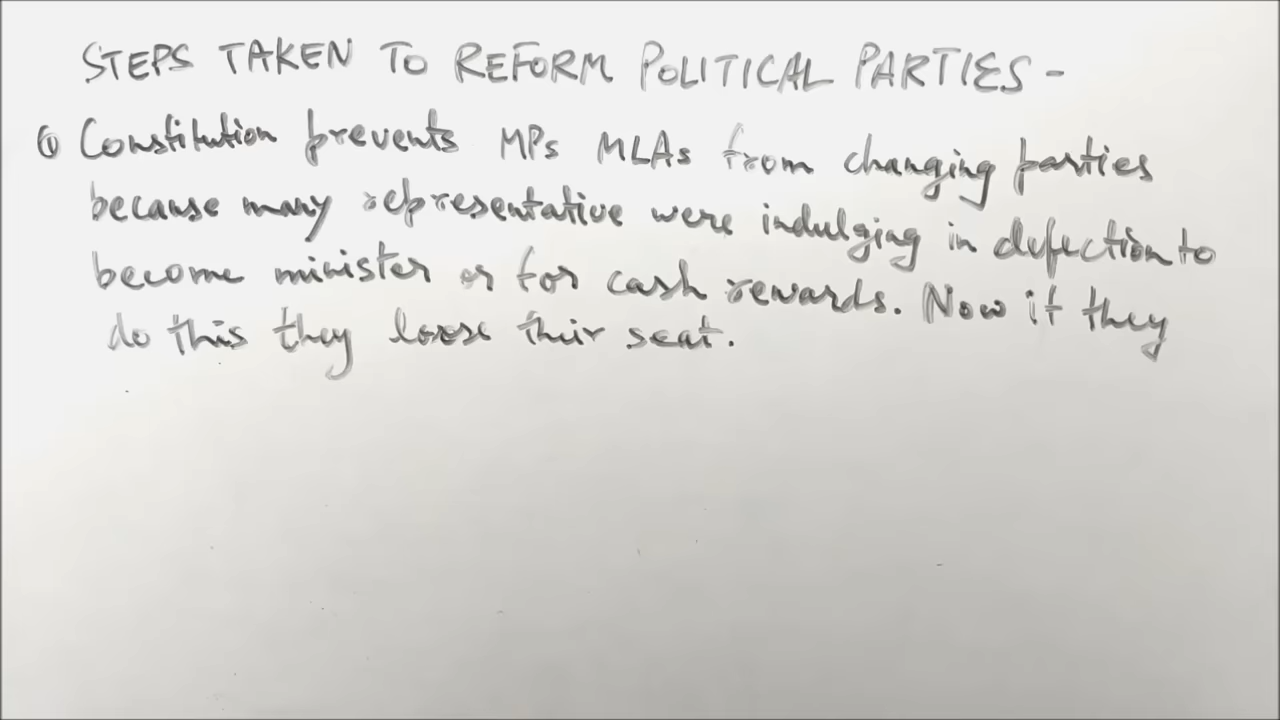 STEPS TAKEN TO REFORM POLITICAL PARTIES -
① Constitution prevents MPs MLAs from changing parties
because many representative were indulging in defection to
become minister or for cash rewards. Now if they
do this they loose their seat.